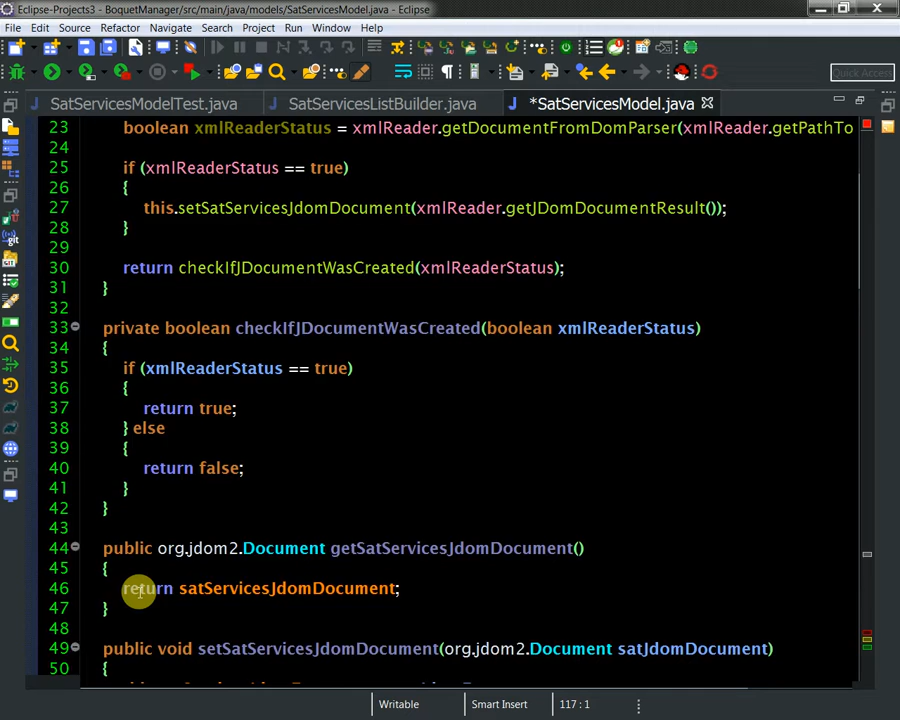 Eclipse-Projects3 - BoquetManager/src/main/java/models/SatServicesModel.java - Eclipse
File Edit Source Refactor Navigate Search Project Run Window Help
Quick Access
SatServicesModelTest.java SatServicesListBuilder.java *SatServicesModel.java
23 boolean xmlReaderStatus = xmlReader.getDocumentFromDomParser(xmlReader.getPathTo
24
25 if (xmlReaderStatus == true)
26 {
27 this.setSatServicesJdomDocument(xmlReader.getJDomDocumentResult());
28 }
29
30 return checkIfJDocumentWasCreated(xmlReaderStatus);
31 }
32
33 private boolean checkIfJDocumentWasCreated(boolean xmlReaderStatus)
34 {
35 if (xmlReaderStatus == true)
36 {
37 return true;
38 } else
39 {
40 return false;
41 }
42 }
43
44 public org.jdom2.Document getSatServicesJdomDocument()
45 {
46 return satServicesJdomDocument;
47 }
48
49 public void setSatServicesJdomDocument(org.jdom2.Document satJdomDocument)
50 {
Writable Smart Insert 117 : 1